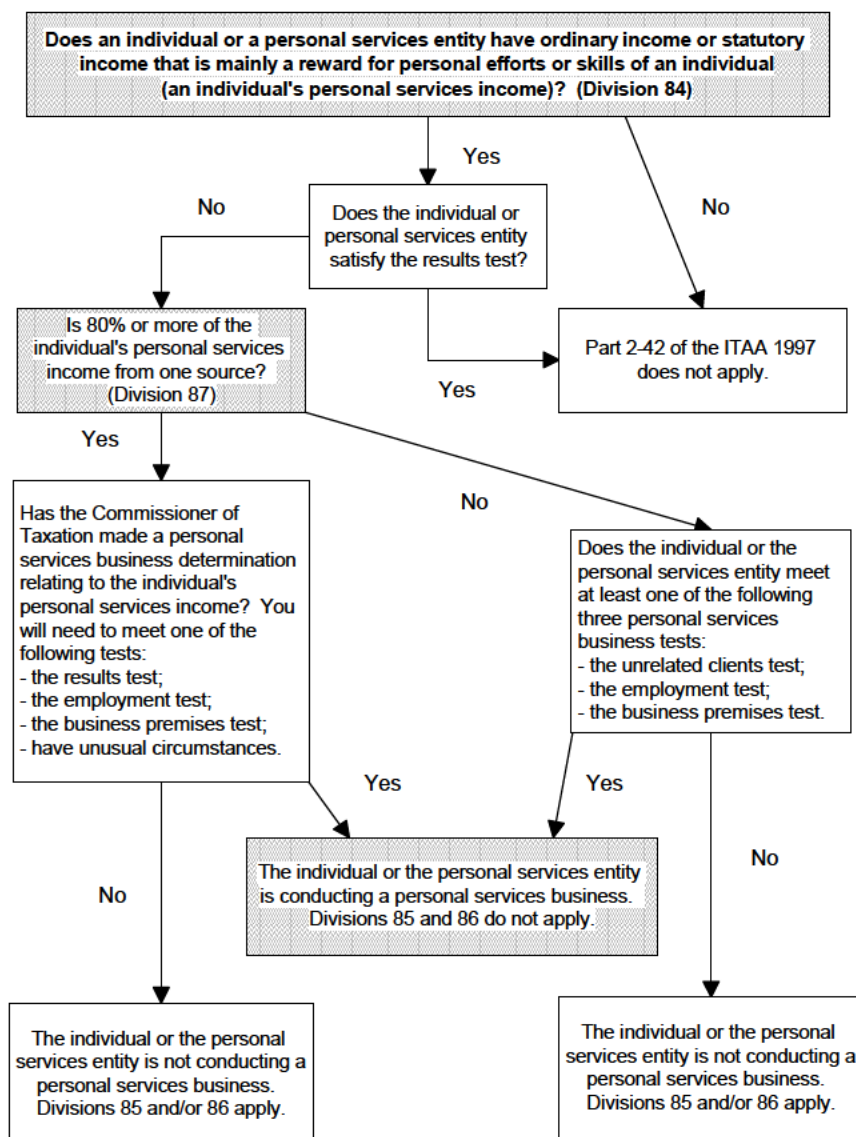 Does an individual or a personal services entity have ordinary income or statutory
income that is mainly a reward for personal efforts or skills of an individual
(an individual's personal services income)? (Division 84)
Yes
No
No
Does the individual or
personal services entity
satisfy the results test?
Is 80% or more of the
individual's personal services
income from one source?
(Division 87)
Part 2-42 of the ITAA 1997
does not apply.
Yes
Yes
No
Has the Commissioner of
Taxation made a personal
services business determination
relating to the individual's
personal services income? You
will need to meet one of the
following tests:
- the results test;
- the employment test;
- the business premises test;
- have unusual circumstances.
Does the individual or the
personal services entity meet
at least one of the following
three personal services
business tests:
- the unrelated clients test;
- the employment test;
- the business premises test.
Yes
Yes
No
No
The individual or the personal services entity
is conducting a personal services business.
Divisions 85 and 86 do not apply.
The individual or the personal
services entity is not conducting a
personal services business.
Divisions 85 and/or 86 apply.
The individual or the personal
services entity is not conducting a
personal services business.
Divisions 85 and/or 86 apply.